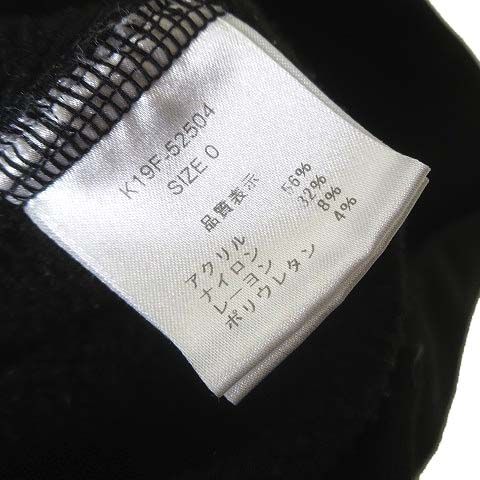 K19F-52504
SIZE 0
品質表示
アクリル 56%
ナイロン 32%
レーヨン 8%
ポリウレタン 4%